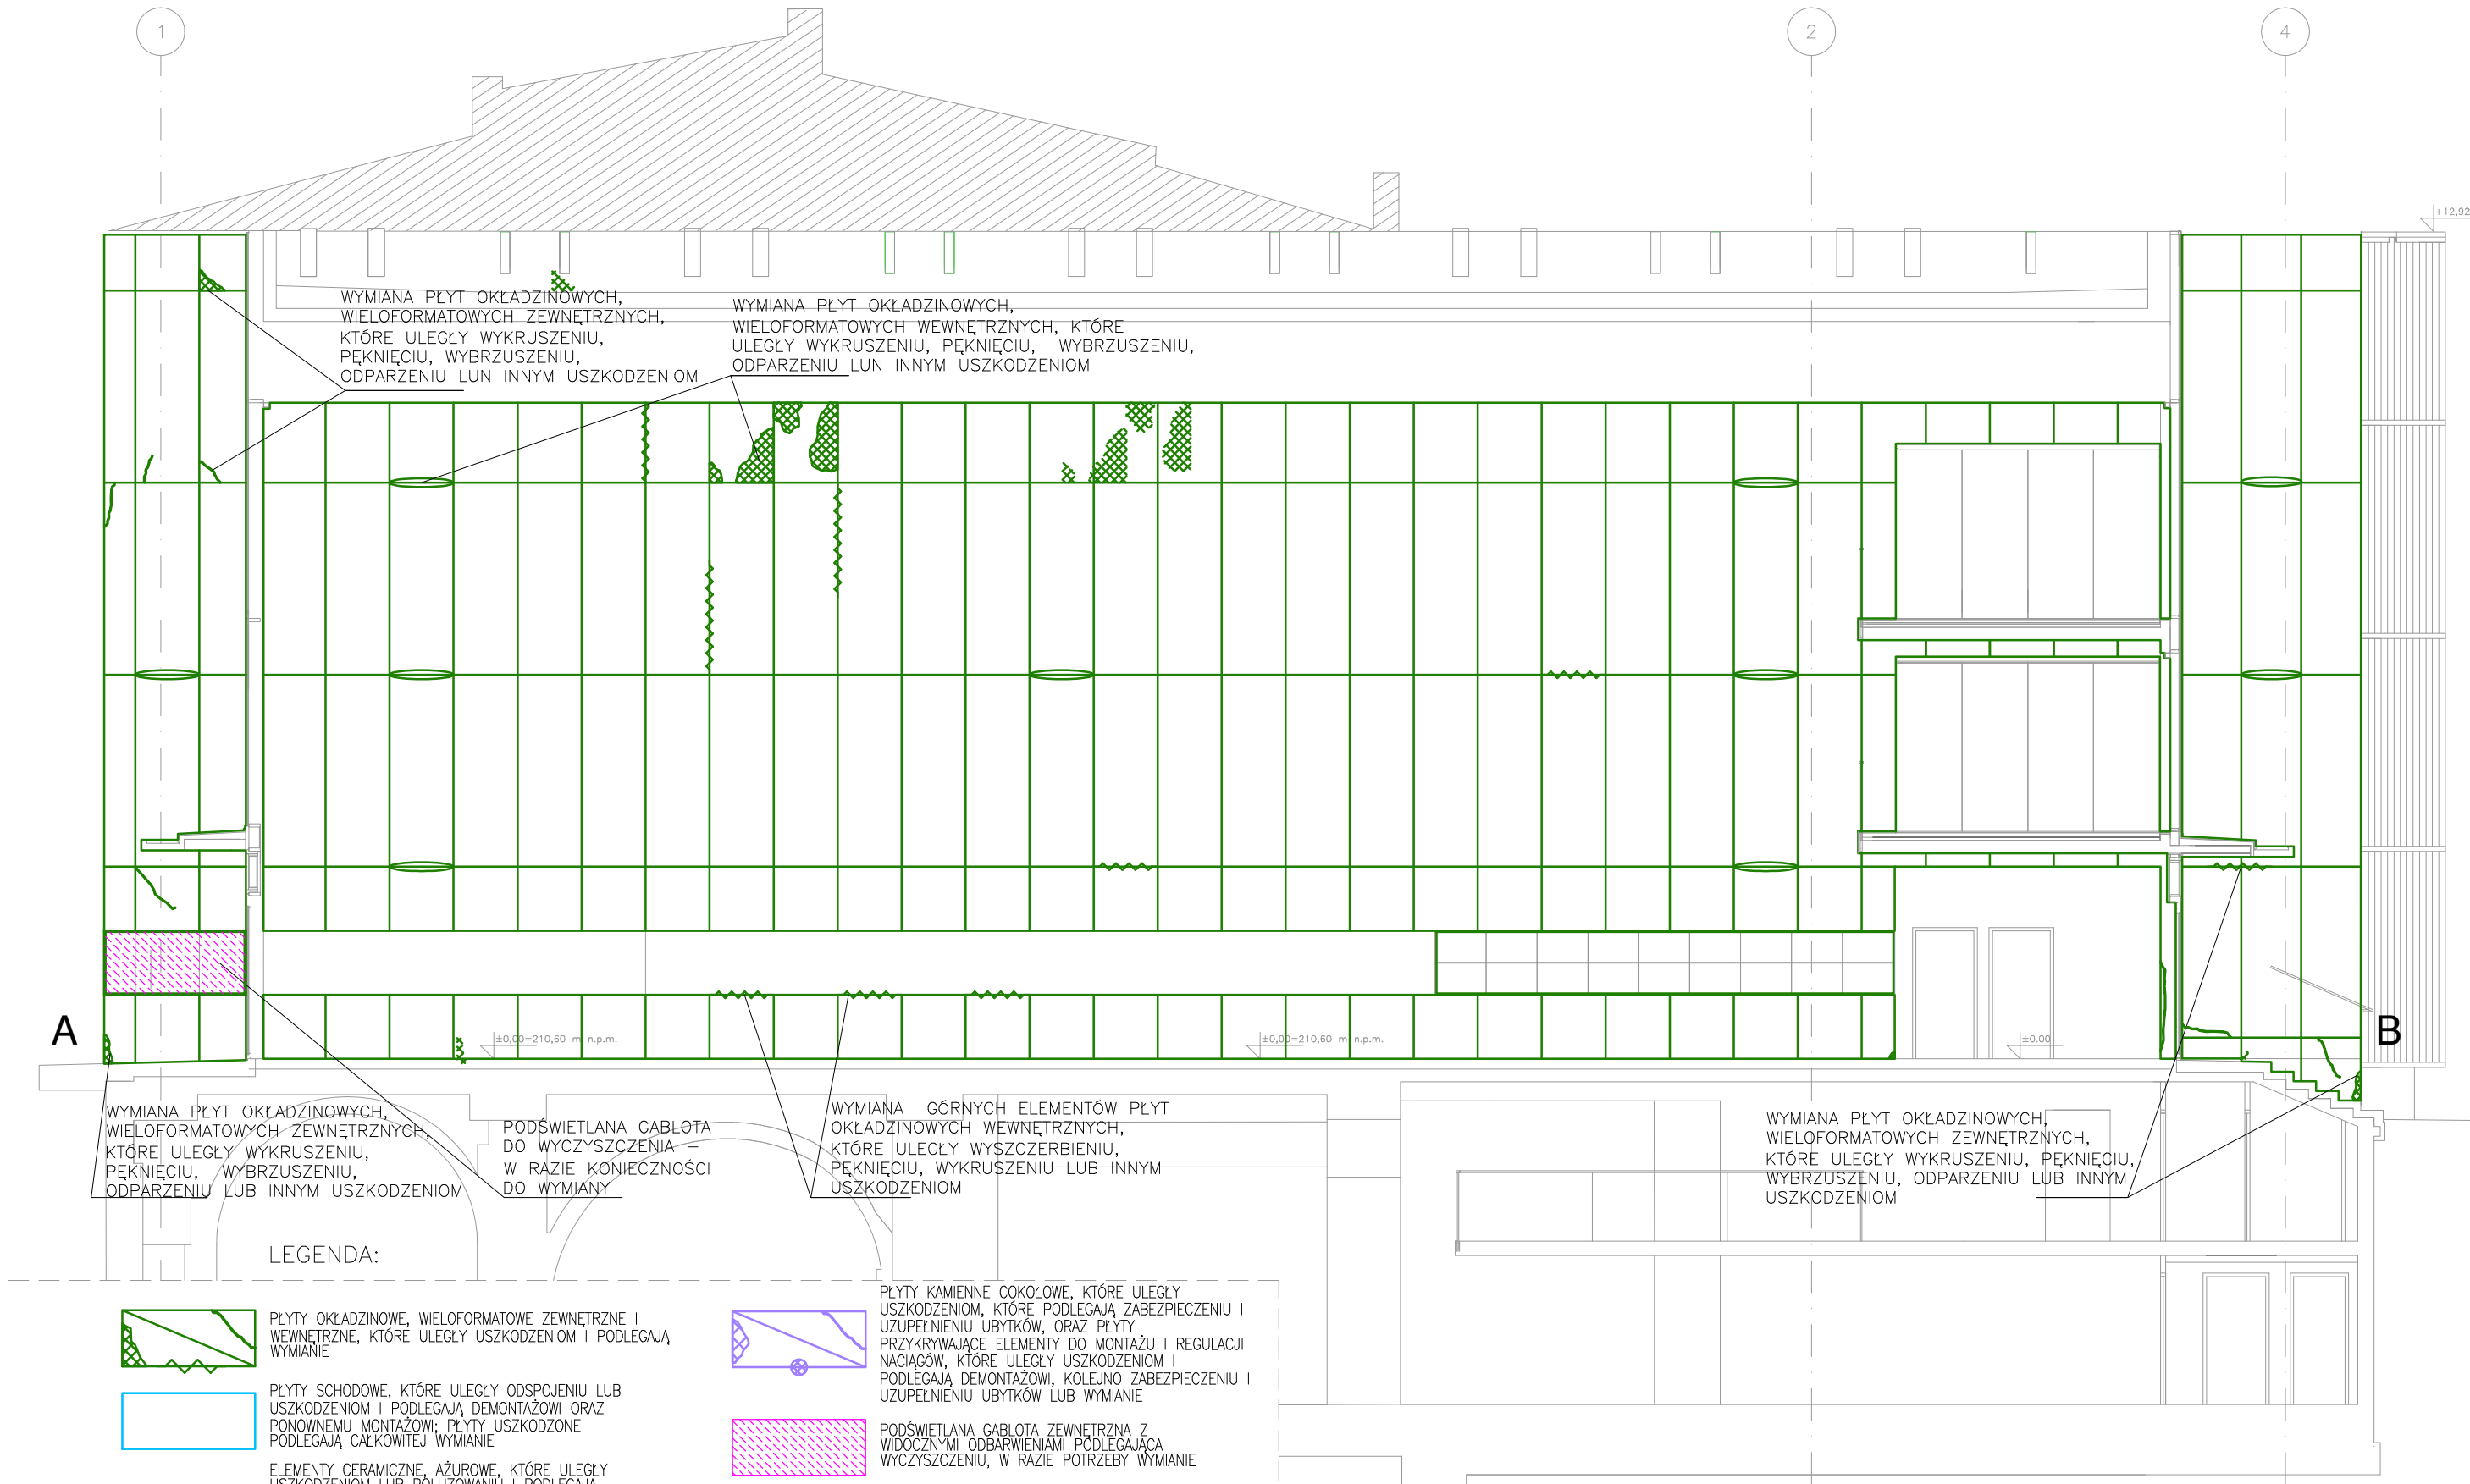 1
2
4
+12,92
WYMIANA PŁYT OKŁADZINOWYCH,
WIELOFORMATOWYCH ZEWNĘTRZNYCH,
KTÓRE ULEGŁY WYKRUSZENIU,
PĘKNIĘCIU, WYBRZUSZENIU,
ODPARZENIU LUN INNYM USZKODZENIOM
WYMIANA PŁYT OKŁADZINOWYCH,
WIELOFORMATOWYCH WEWNĘTRZNYCH, KTÓRE
ULEGŁY WYKRUSZENIU, PĘKNIĘCIU, WYBRZUSZENIU,
ODPARZENIU LUN INNYM USZKODZENIOM
A
B
±0,00=210,60 m n.p.m.
±0,00=210,60 m n.p.m.
±0.00
WYMIANA PŁYT OKŁADZINOWYCH,
WIELOFORMATOWYCH ZEWNĘTRZNYCH,
KTÓRE ULEGŁY WYKRUSZENIU,
PĘKNIĘCIU, WYBRZUSZENIU,
ODPARZENIU LUB INNYM USZKODZENIOM
PODŚWIETLANA GABLOTA
DO WYCZYSZCZENIA –
W RAZIE KONIECZNOŚCI
DO WYMIANY
WYMIANA GÓRNYCH ELEMENTÓW PŁYT
OKŁADZINOWYCH WEWNĘTRZNYCH,
KTÓRE ULEGŁY WYSZCZERBIENIU,
PĘKNIĘCIU, WYKRUSZENIU LUB INNYM
USZKODZENIOM
WYMIANA PŁYT OKŁADZINOWYCH,
WIELOFORMATOWYCH ZEWNĘTRZNYCH,
KTÓRE ULEGŁY WYKRUSZENIU, PĘKNIĘCIU,
WYBRZUSZENIU, ODPARZENIU LUB INNYM
USZKODZENIOM
LEGENDA:
PŁYTY OKŁADZINOWE, WIELOFORMATOWE ZEWNĘTRZNE I
WEWNĘTRZNE, KTÓRE ULEGŁY USZKODZENIOM I PODLEGAJĄ
WYMIANIE
PŁYTY SCHODOWE, KTÓRE ULEGŁY ODSPOJENIU LUB
USZKODZENIOM I PODLEGAJĄ DEMONTAŻOWI ORAZ
PONOWNEMU MONTAŻOWI; PŁYTY USZKODZONE
PODLEGAJĄ CAŁKOWITEJ WYMIANIE
ELEMENTY CERAMICZNE, AŻUROWE, KTÓRE ULEGŁY
USZKODZENIOM LUB POLUZOWANIU I PODLEGAJĄ
PŁYTY KAMIENNE COKOŁOWE, KTÓRE ULEGŁY
USZKODZENIOM, KTÓRE PODLEGAJĄ ZABEZPIECZENIU I
UZUPEŁNIENIU UBYTKÓW, ORAZ PŁYTY
PRZYKRYWAJĄCE ELEMENTY DO MONTAŻU I REGULACJI
NACIĄGÓW, KTÓRE ULEGŁY USZKODZENIOM I
PODLEGAJĄ DEMONTAŻOWI, KOLEJNO ZABEZPIECZENIU I
UZUPEŁNIENIU UBYTKÓW LUB WYMIANIE
PODŚWIETLANA GABLOTA ZEWNĘTRZNA Z
WIDOCZNYMI ODBARWIENIAMI PODLEGAJĄCA
WYCZYSZCZENIU, W RAZIE POTRZEBY WYMIANIE